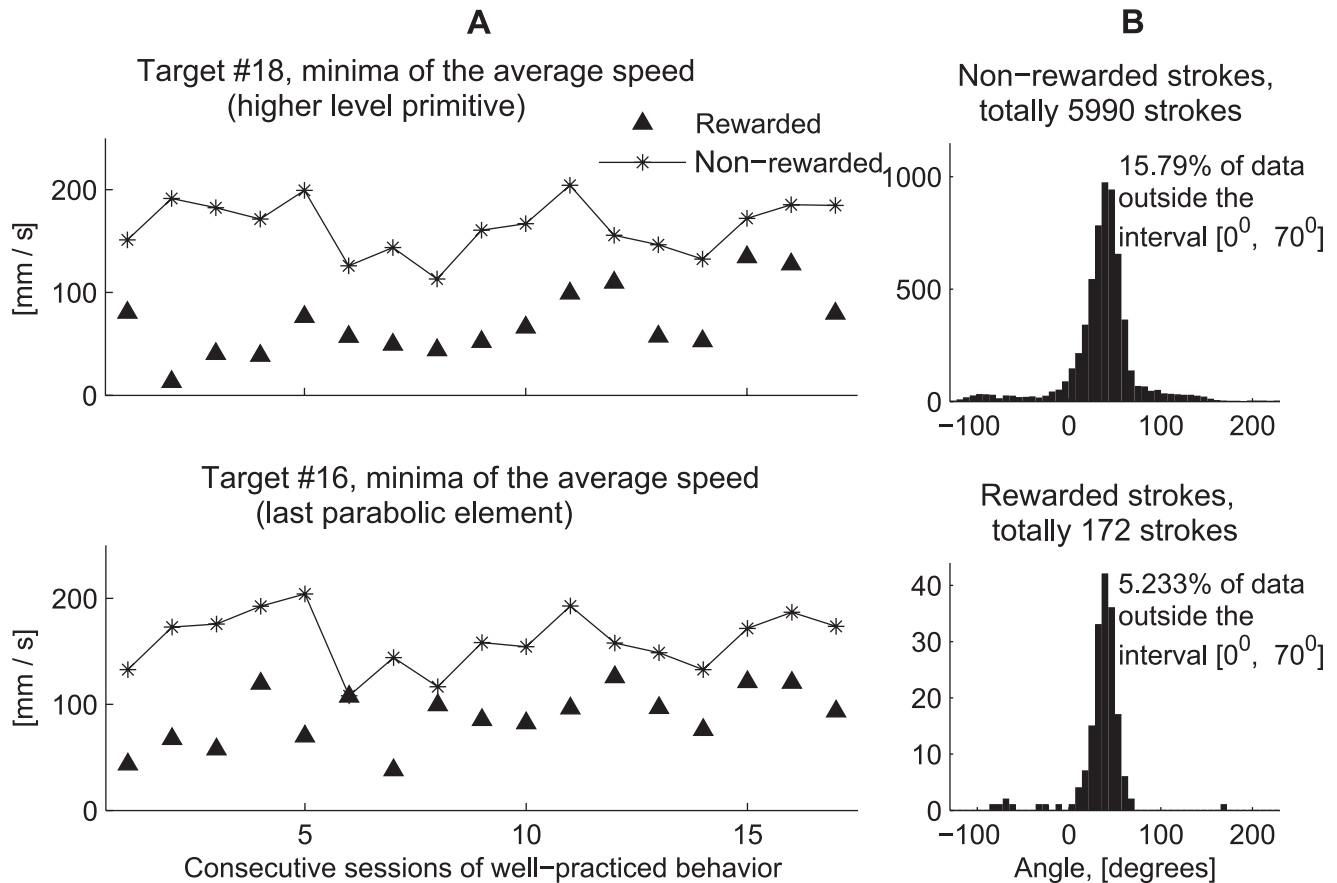 A
Target #18, minima of the average speed
(higher level primitive)
Rewarded
Non−rewarded
[mm / s]
200
100
0
Target #16, minima of the average speed
(last parabolic element)
[mm / s]
200
100
0
5
10
15
Consecutive sessions of well−practiced behavior
B
Non−rewarded strokes,
totally 5990 strokes
15.79% of data
outside the
interval [0⁰, 70⁰]
1000
500
0
−100
0
100
200
Rewarded strokes,
totally 172 strokes
5.233% of data
outside the
interval [0⁰, 70⁰]
40
30
20
10
0
−100
0
100
200
Angle, [degrees]